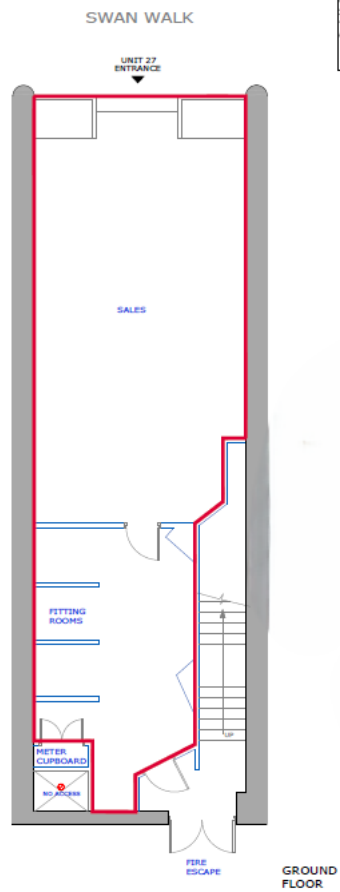 SWAN WALK
UNIT 27
ENTRANCE
SALES
FITTING
ROOMS
METER
CUPBOARD
NO ACCESS
UP
FIRE
ESCAPE
GROUND
FLOOR